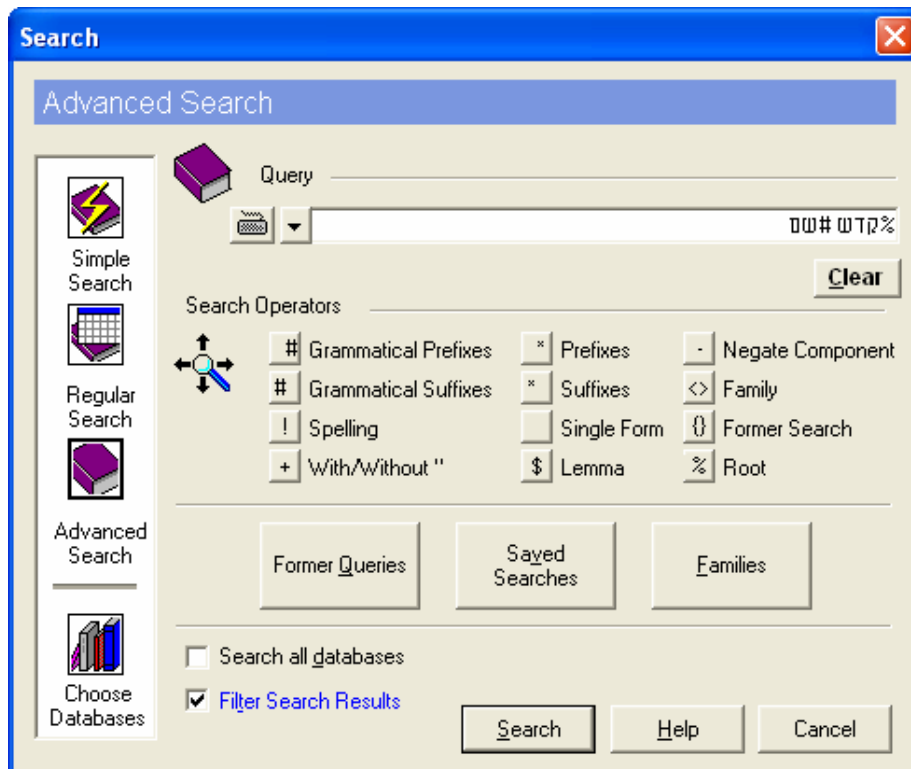 Search
Advanced Search
Simple
Search
Regular
Search
Advanced
Search
Choose
Databases
Query
%קדש #שם
Clear
Search Operators
# Grammatical Prefixes * Prefixes - Negate Component
# Grammatical Suffixes * Suffixes <> Family
! Spelling Single Form {} Former Search
+ With/Without " $ Lemma % Root
Former Queries
Saved
Searches
Families
Search all databases
Filter Search Results
Search Help Cancel